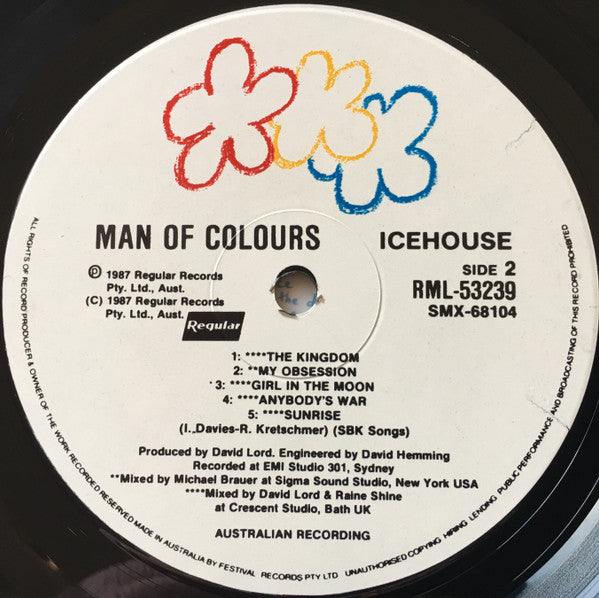 MAN OF COLOURS ICEHOUSE
Ⓟ 1987 Regular Records
Pty. Ltd., Aust.
(C) 1987 Regular Records
Pty. Ltd., Aust.
Regular
SIDE 2
RML-53239
SMX-68104
1: ****THE KINGDOM
2: **MY OBSESSION
3: ****GIRL IN THE MOON
4: ****ANYBODY'S WAR
5: ****SUNRISE
(I. Davies-R. Kretschmer) (SBK Songs)
Produced by David Lord. Engineered by David Hemming
Recorded at EMI Studio 301, Sydney
**Mixed by Michael Brauer at Sigma Sound Studio, New York USA
****Mixed by David Lord & Raine Shine
at Crescent Studio, Bath UK
AUSTRALIAN RECORDING
ALL RIGHTS OF RECORD PRODUCER & OWNER OF THE WORK RECORDED RESERVED MADE IN AUSTRALIA BY FESTIVAL RECORDS PTY LTD UNAUTHORISED COPYING HIRING LENDING PUBLIC PERFORMANCE AND BROADCASTING OF THIS RECORD PROHIBITED
the